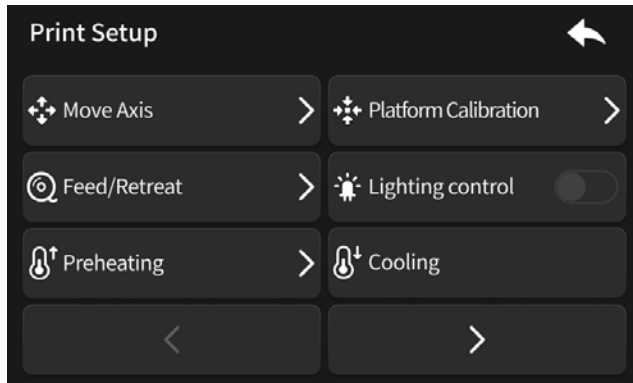 Print Setup
Move Axis
Platform Calibration
Feed/Retreat
Lighting control
Preheating
Cooling